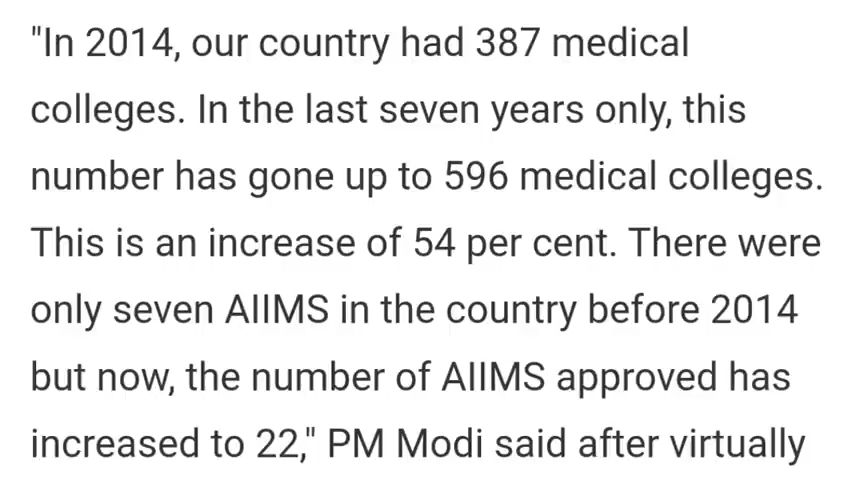 "In 2014, our country had 387 medical
colleges. In the last seven years only, this
number has gone up to 596 medical colleges.
This is an increase of 54 per cent. There were
only seven AIIMS in the country before 2014
but now, the number of AIIMS approved has
increased to 22," PM Modi said after virtually